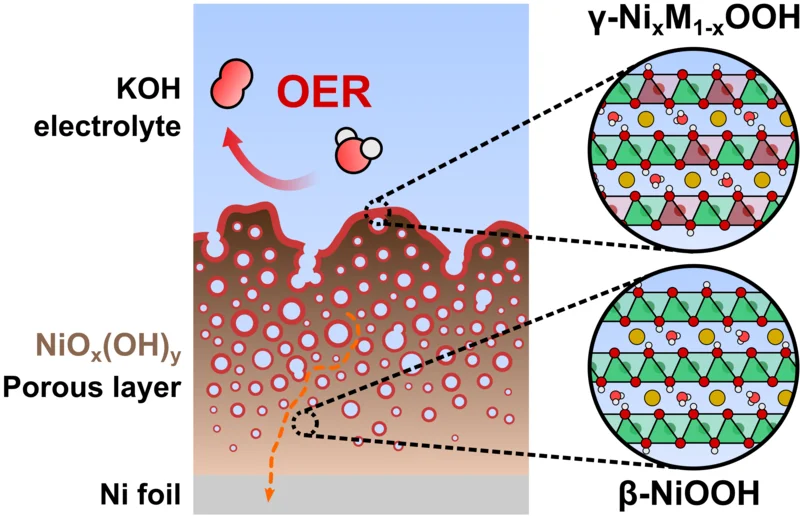 γ-NiₓM₁₋ₓOOH
KOH
electrolyte
OER
NiOₓ(OH)ᵧ
Porous layer
Ni foil
β-NiOOH